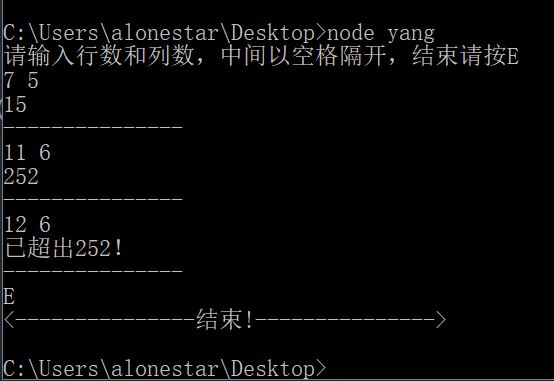 C:\Users\alonestar\Desktop>node yang
请输入行数和列数，中间以空格隔开，结束请按E
7 5
15
---------------
11 6
252
---------------
12 6
已超出252！
---------------
E
<---------------结束!--------------->
C:\Users\alonestar\Desktop>